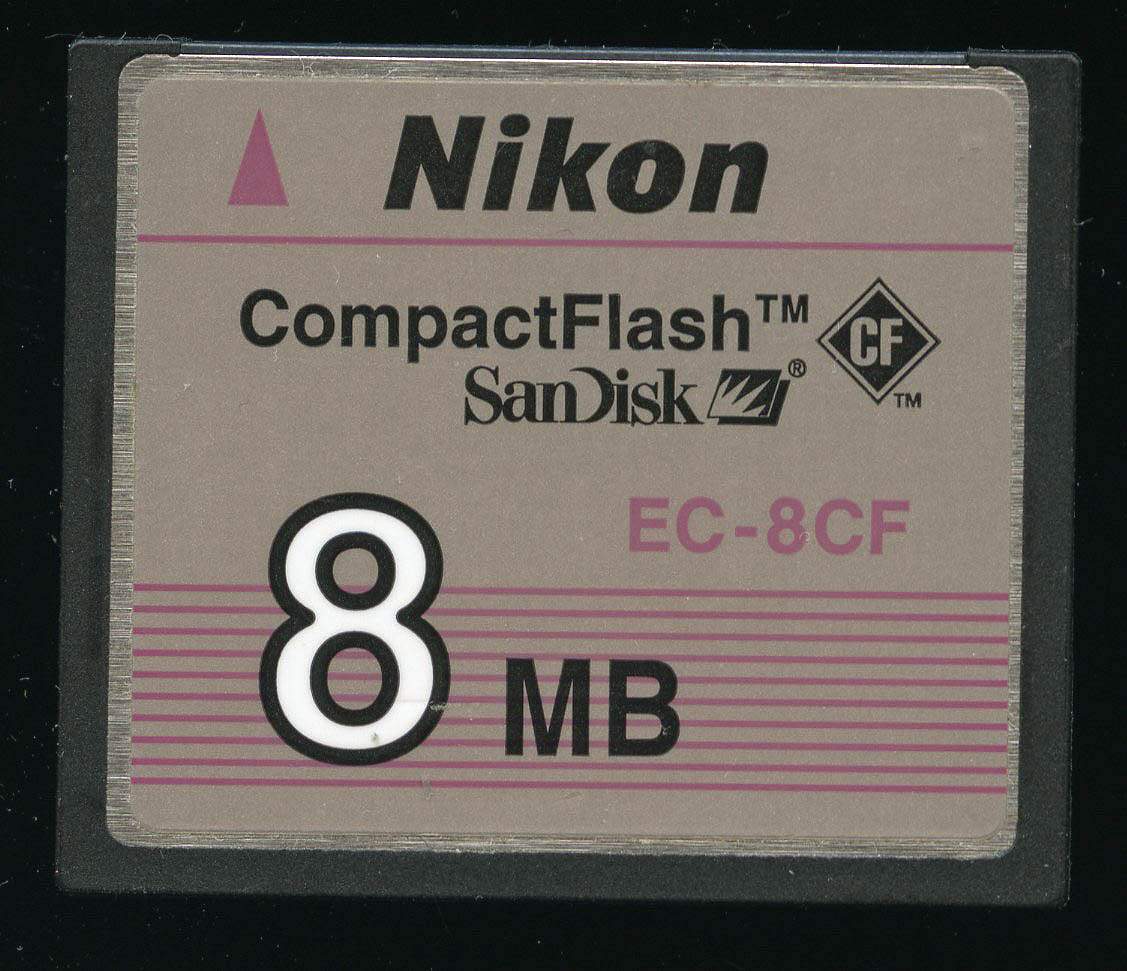 Nikon
CompactFlash™
SanDisk®
CF™
EC-8CF
8 MB